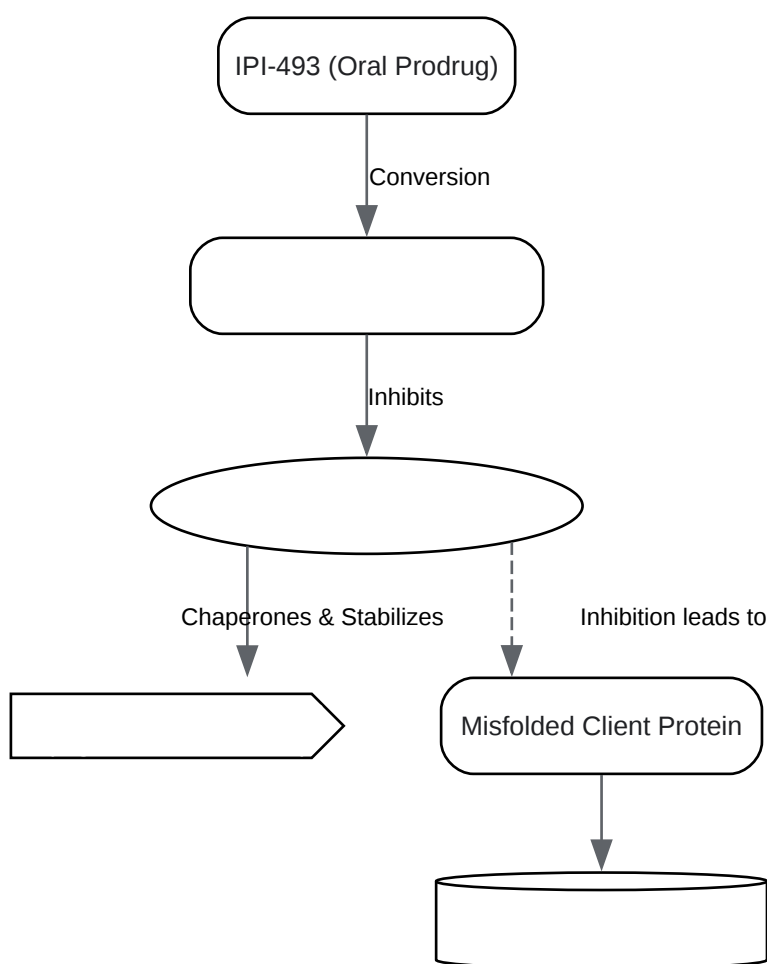 IPI-493 (Oral Prodrug)
Conversion
Inhibits
Chaperones & Stabilizes
Inhibition leads to
Misfolded Client Protein